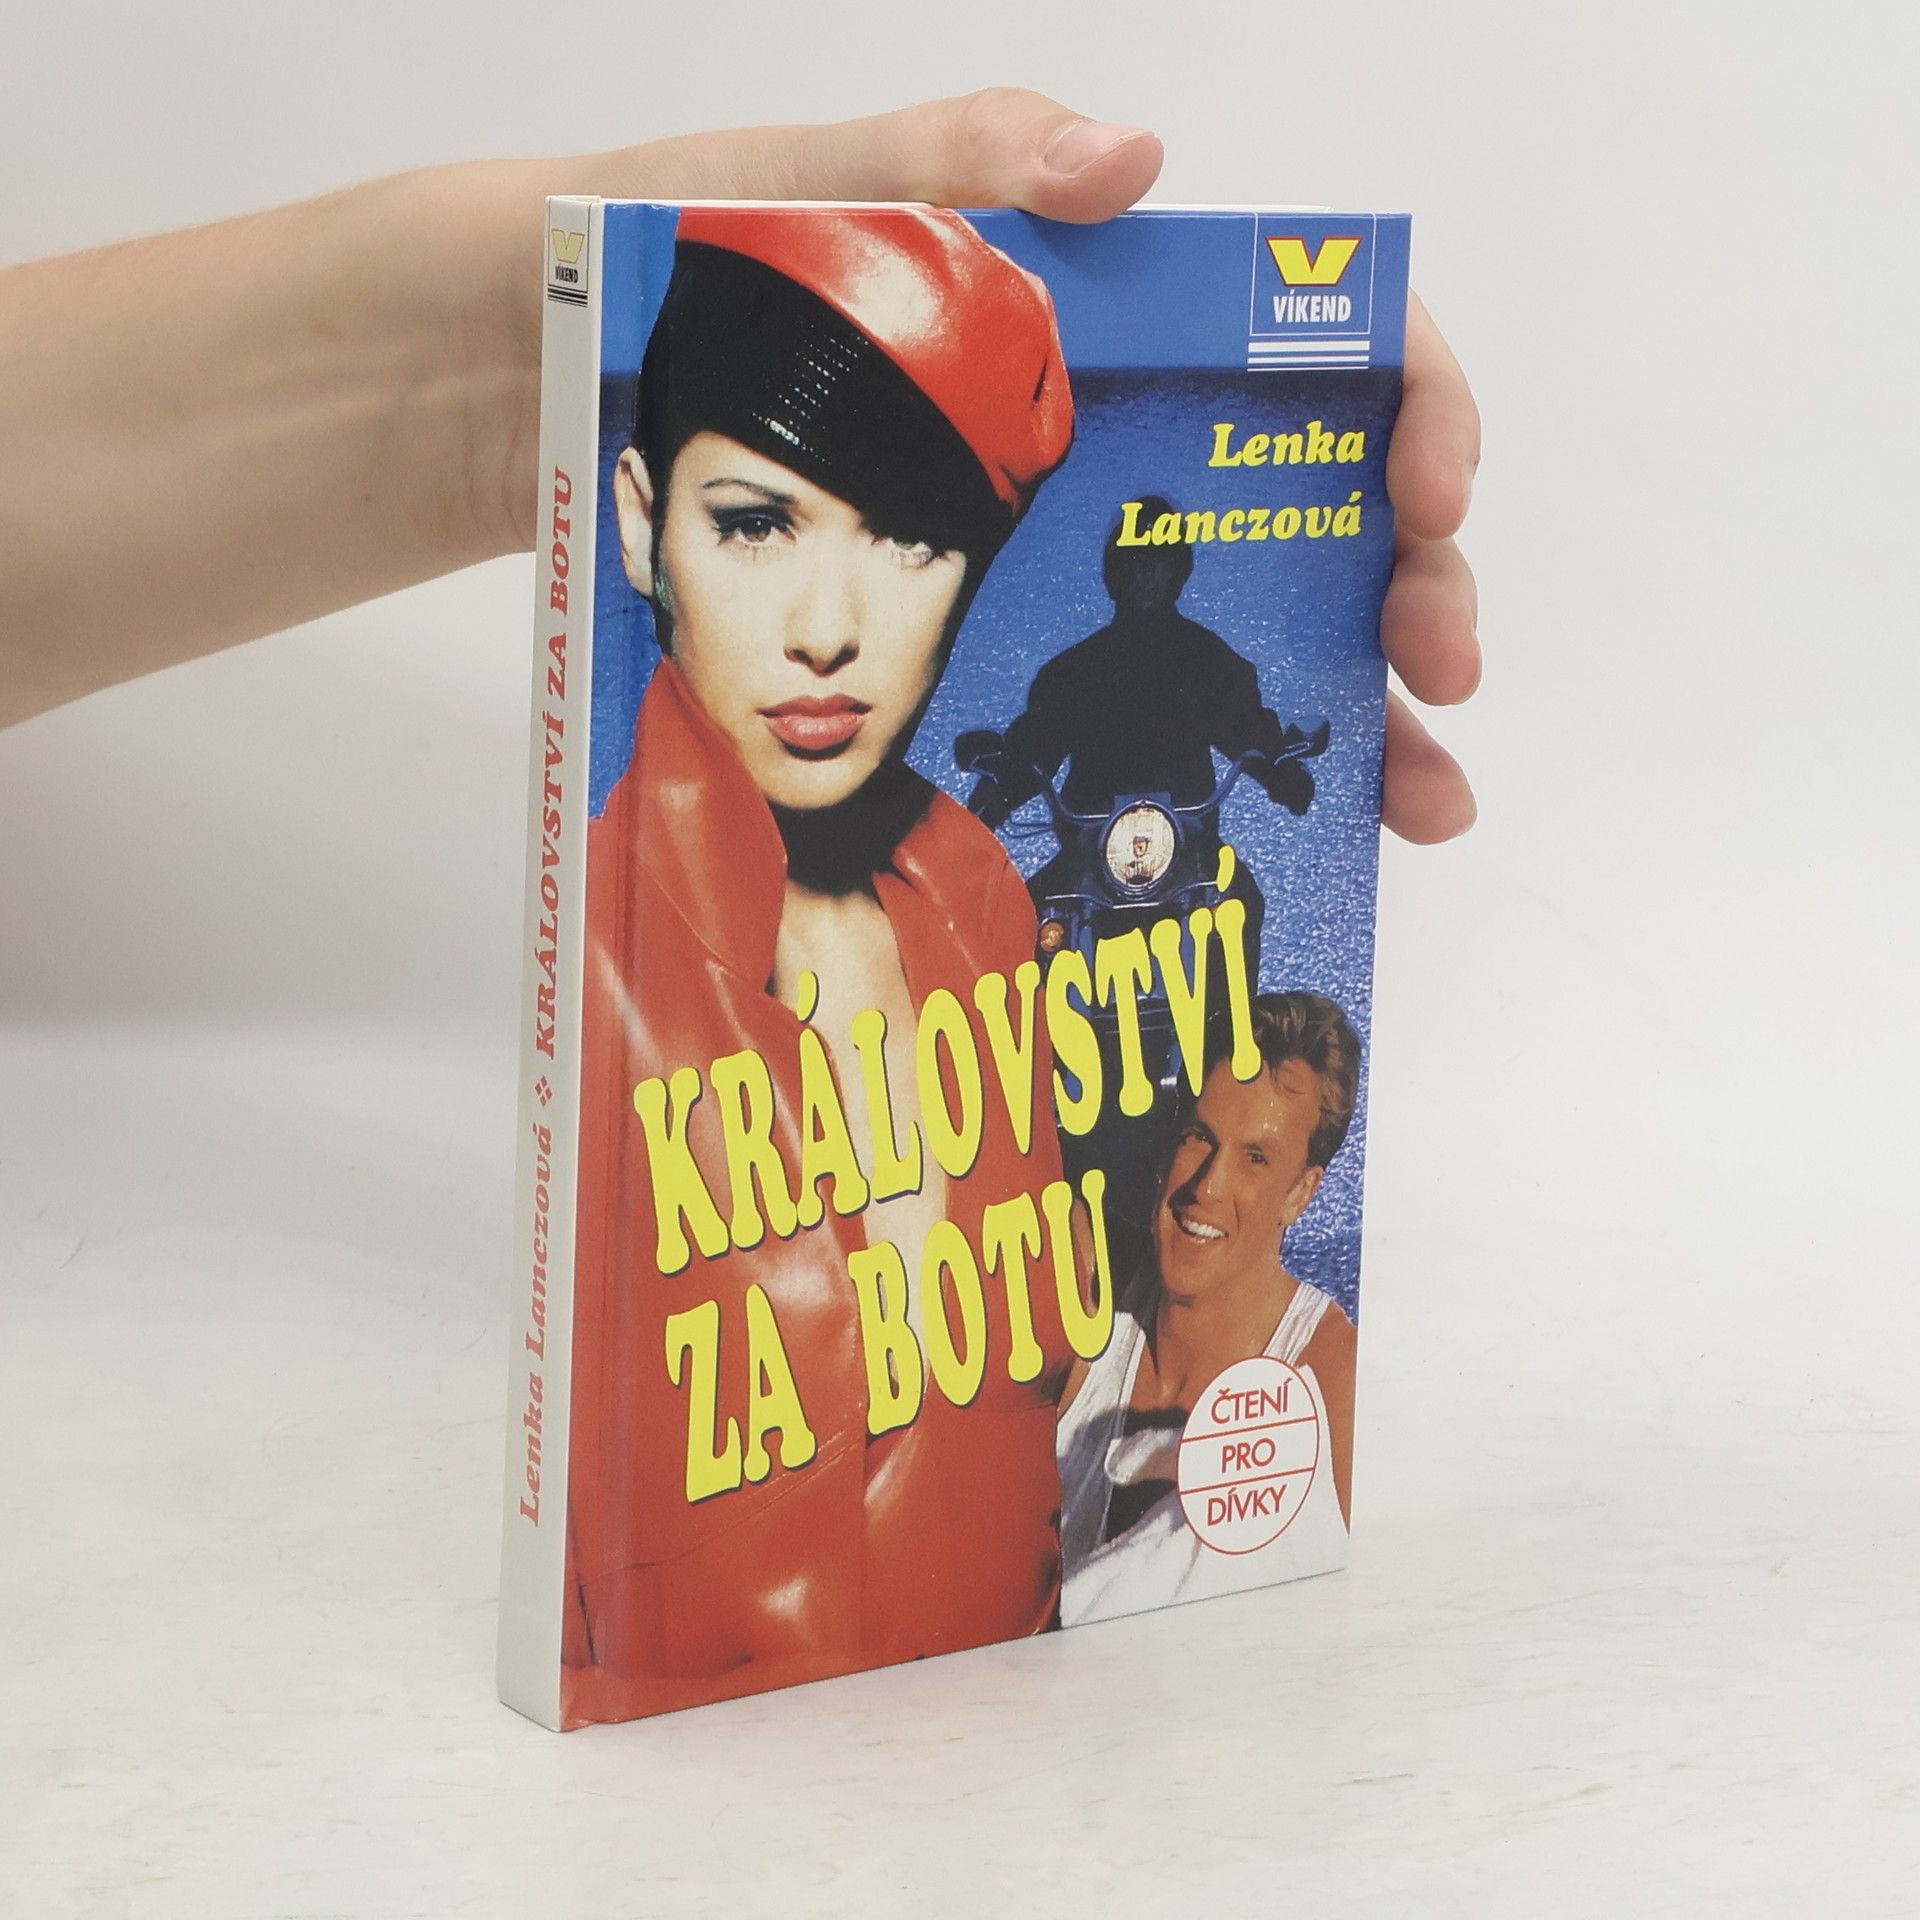 V
VÍKEND
Lenka Lanczová ❖ KRÁLOVSTVÍ ZA BOTU
V
VÍKEND
Lenka
Lanczová
KRÁLOVSTVÍ
ZA BOTU
ČTENÍ
PRO
DÍVKY